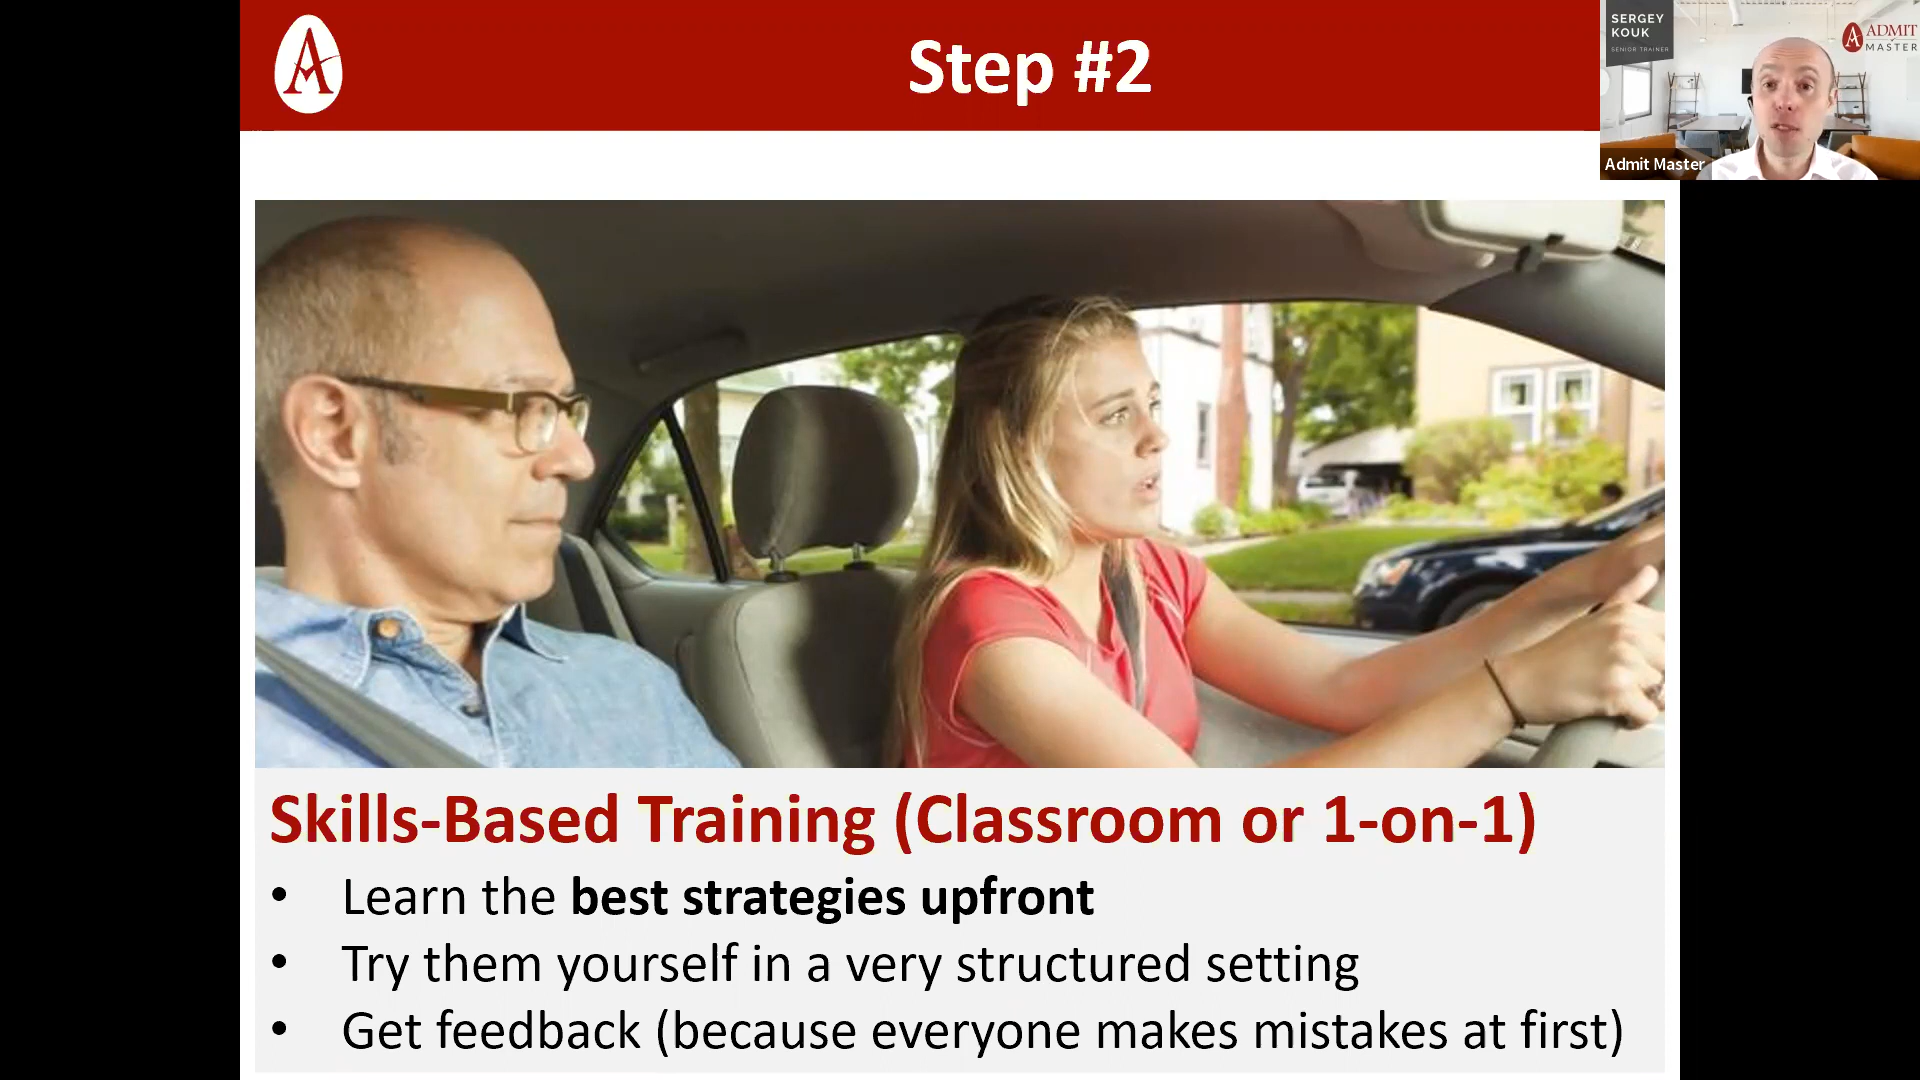 Step #2
SERGEY
KOUK
SENIOR TRAINER
ADMIT
MASTER
Admit Master
Skills-Based Training (Classroom or 1-on-1)
• Learn the best strategies upfront
• Try them yourself in a very structured setting
• Get feedback (because everyone makes mistakes at first)